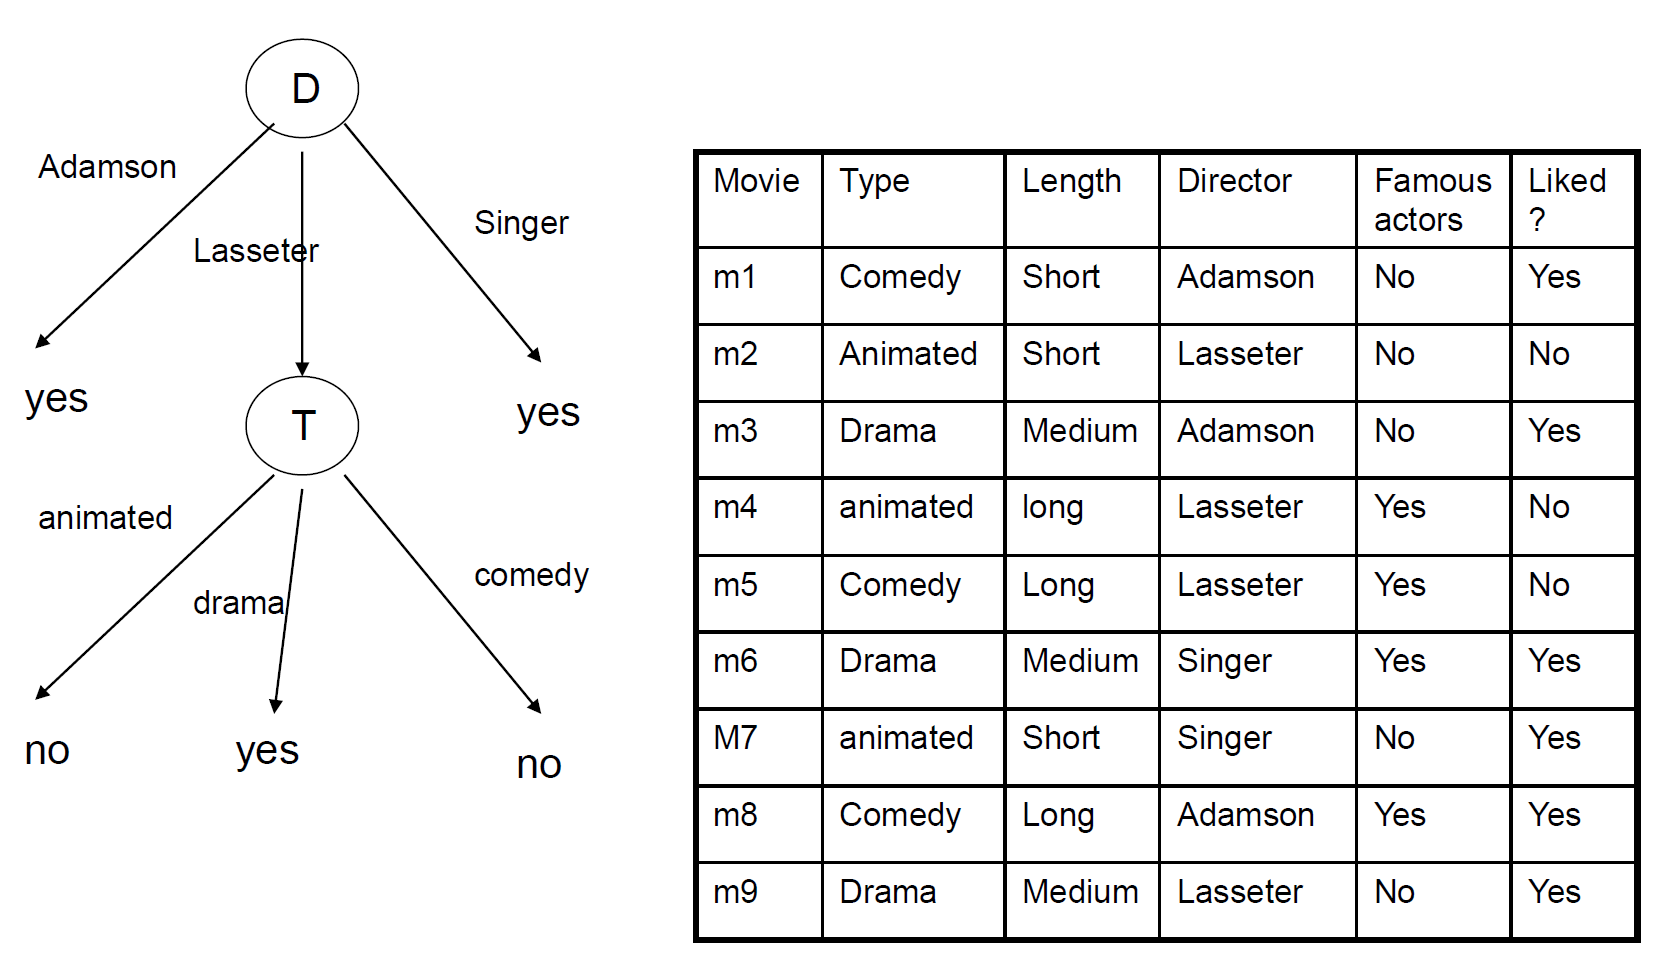 D
Adamson
Lasseter
Singer
yes
T
yes
animated
drama
comedy
no
yes
no
Movie Type Length Director Famous actors Liked ?
m1 Comedy Short Adamson No Yes
m2 Animated Short Lasseter No No
m3 Drama Medium Adamson No Yes
m4 animated long Lasseter Yes No
m5 Comedy Long Lasseter Yes No
m6 Drama Medium Singer Yes Yes
M7 animated Short Singer No Yes
m8 Comedy Long Adamson Yes Yes
m9 Drama Medium Lasseter No Yes